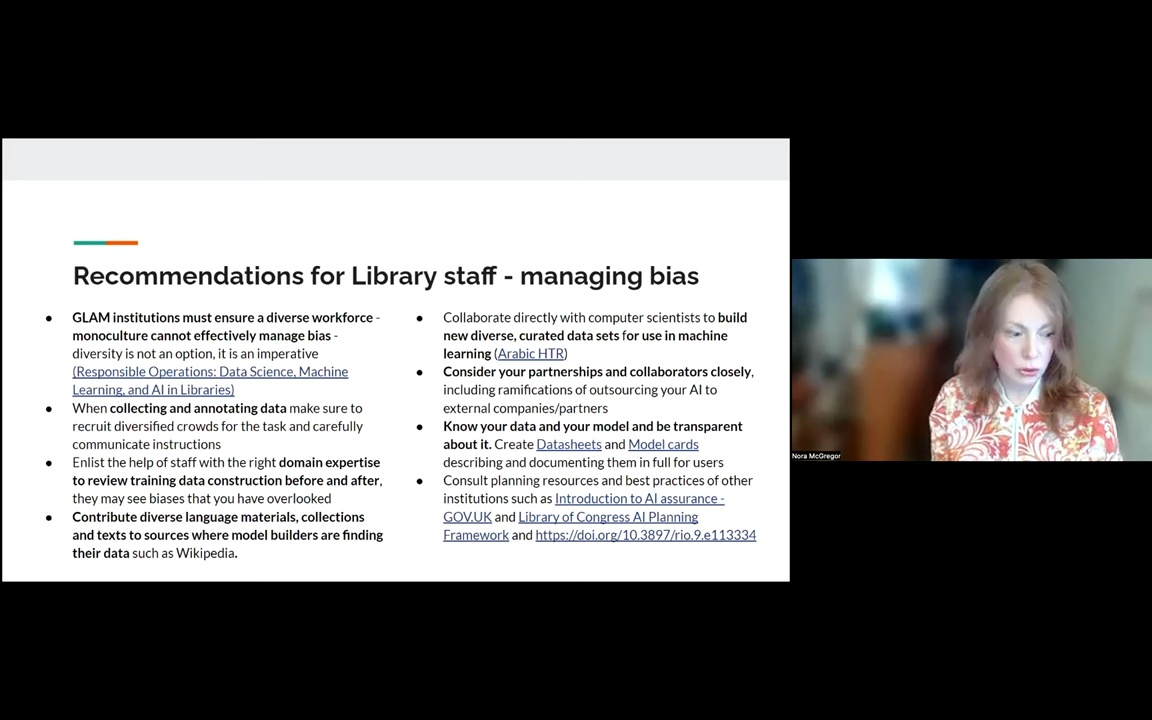 Recommendations for Library staff - managing bias
● GLAM institutions must ensure a diverse workforce -
monoculture cannot effectively manage bias -
diversity is not an option, it is an imperative
(Responsible Operations: Data Science, Machine
Learning, and AI in Libraries)
● When collecting and annotating data make sure to
recruit diversified crowds for the task and carefully
communicate instructions
● Enlist the help of staff with the right domain expertise
to review training data construction before and after,
they may see biases that you have overlooked
● Contribute diverse language materials, collections
and texts to sources where model builders are finding
their data such as Wikipedia.
● Collaborate directly with computer scientists to build
new diverse, curated data sets for use in machine
learning (Arabic HTR)
● Consider your partnerships and collaborators closely,
including ramifications of outsourcing your AI to
external companies/partners
● Know your data and your model and be transparent
about it. Create Datasheets and Model cards
describing and documenting them in full for users
● Consult planning resources and best practices of other
institutions such as Introduction to AI assurance -
GOV.UK and Library of Congress AI Planning
Framework and https://doi.org/10.3897/rio.9.e113334
Nora McGregor